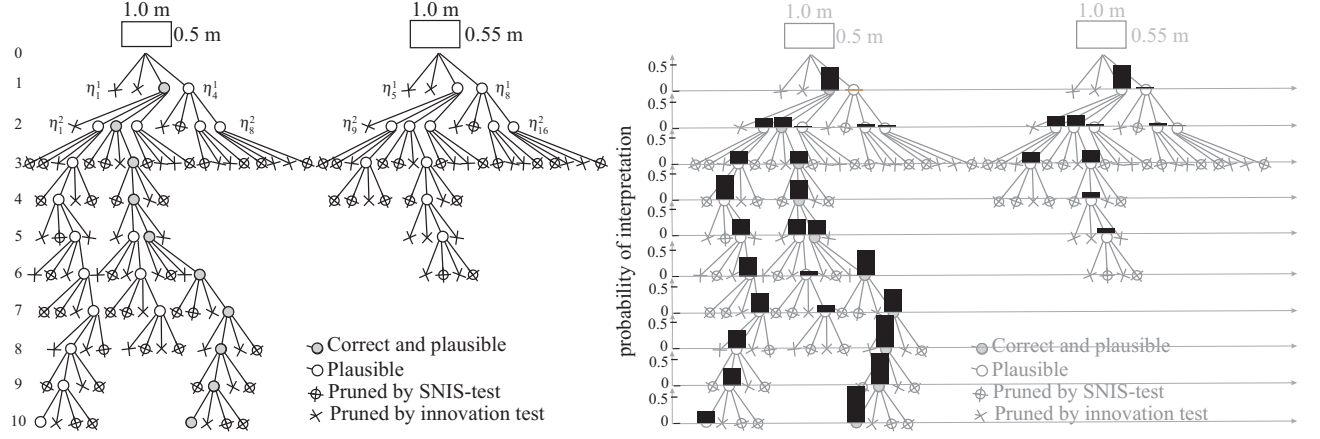 1.0 m
0.5 m
1.0 m
0.55 m
0
1
2
3
4
5
6
7
8
9
10
η₁¹
η₄¹
η₅¹
η₈¹
η₁²
η₈²
η₉²
η₁₆²
Correct and plausible
Plausible
Pruned by SNIS-test
Pruned by innovation test
1.0 m
0.5 m
1.0 m
0.55 m
probability of interpretation
0.5
0
0.5
0
0.5
0
0.5
0
0.5
0
0.5
0
0.5
0
0.5
0
0.5
0
0.5
0
Correct and plausible
Plausible
Pruned by SNIS-test
Pruned by innovation test